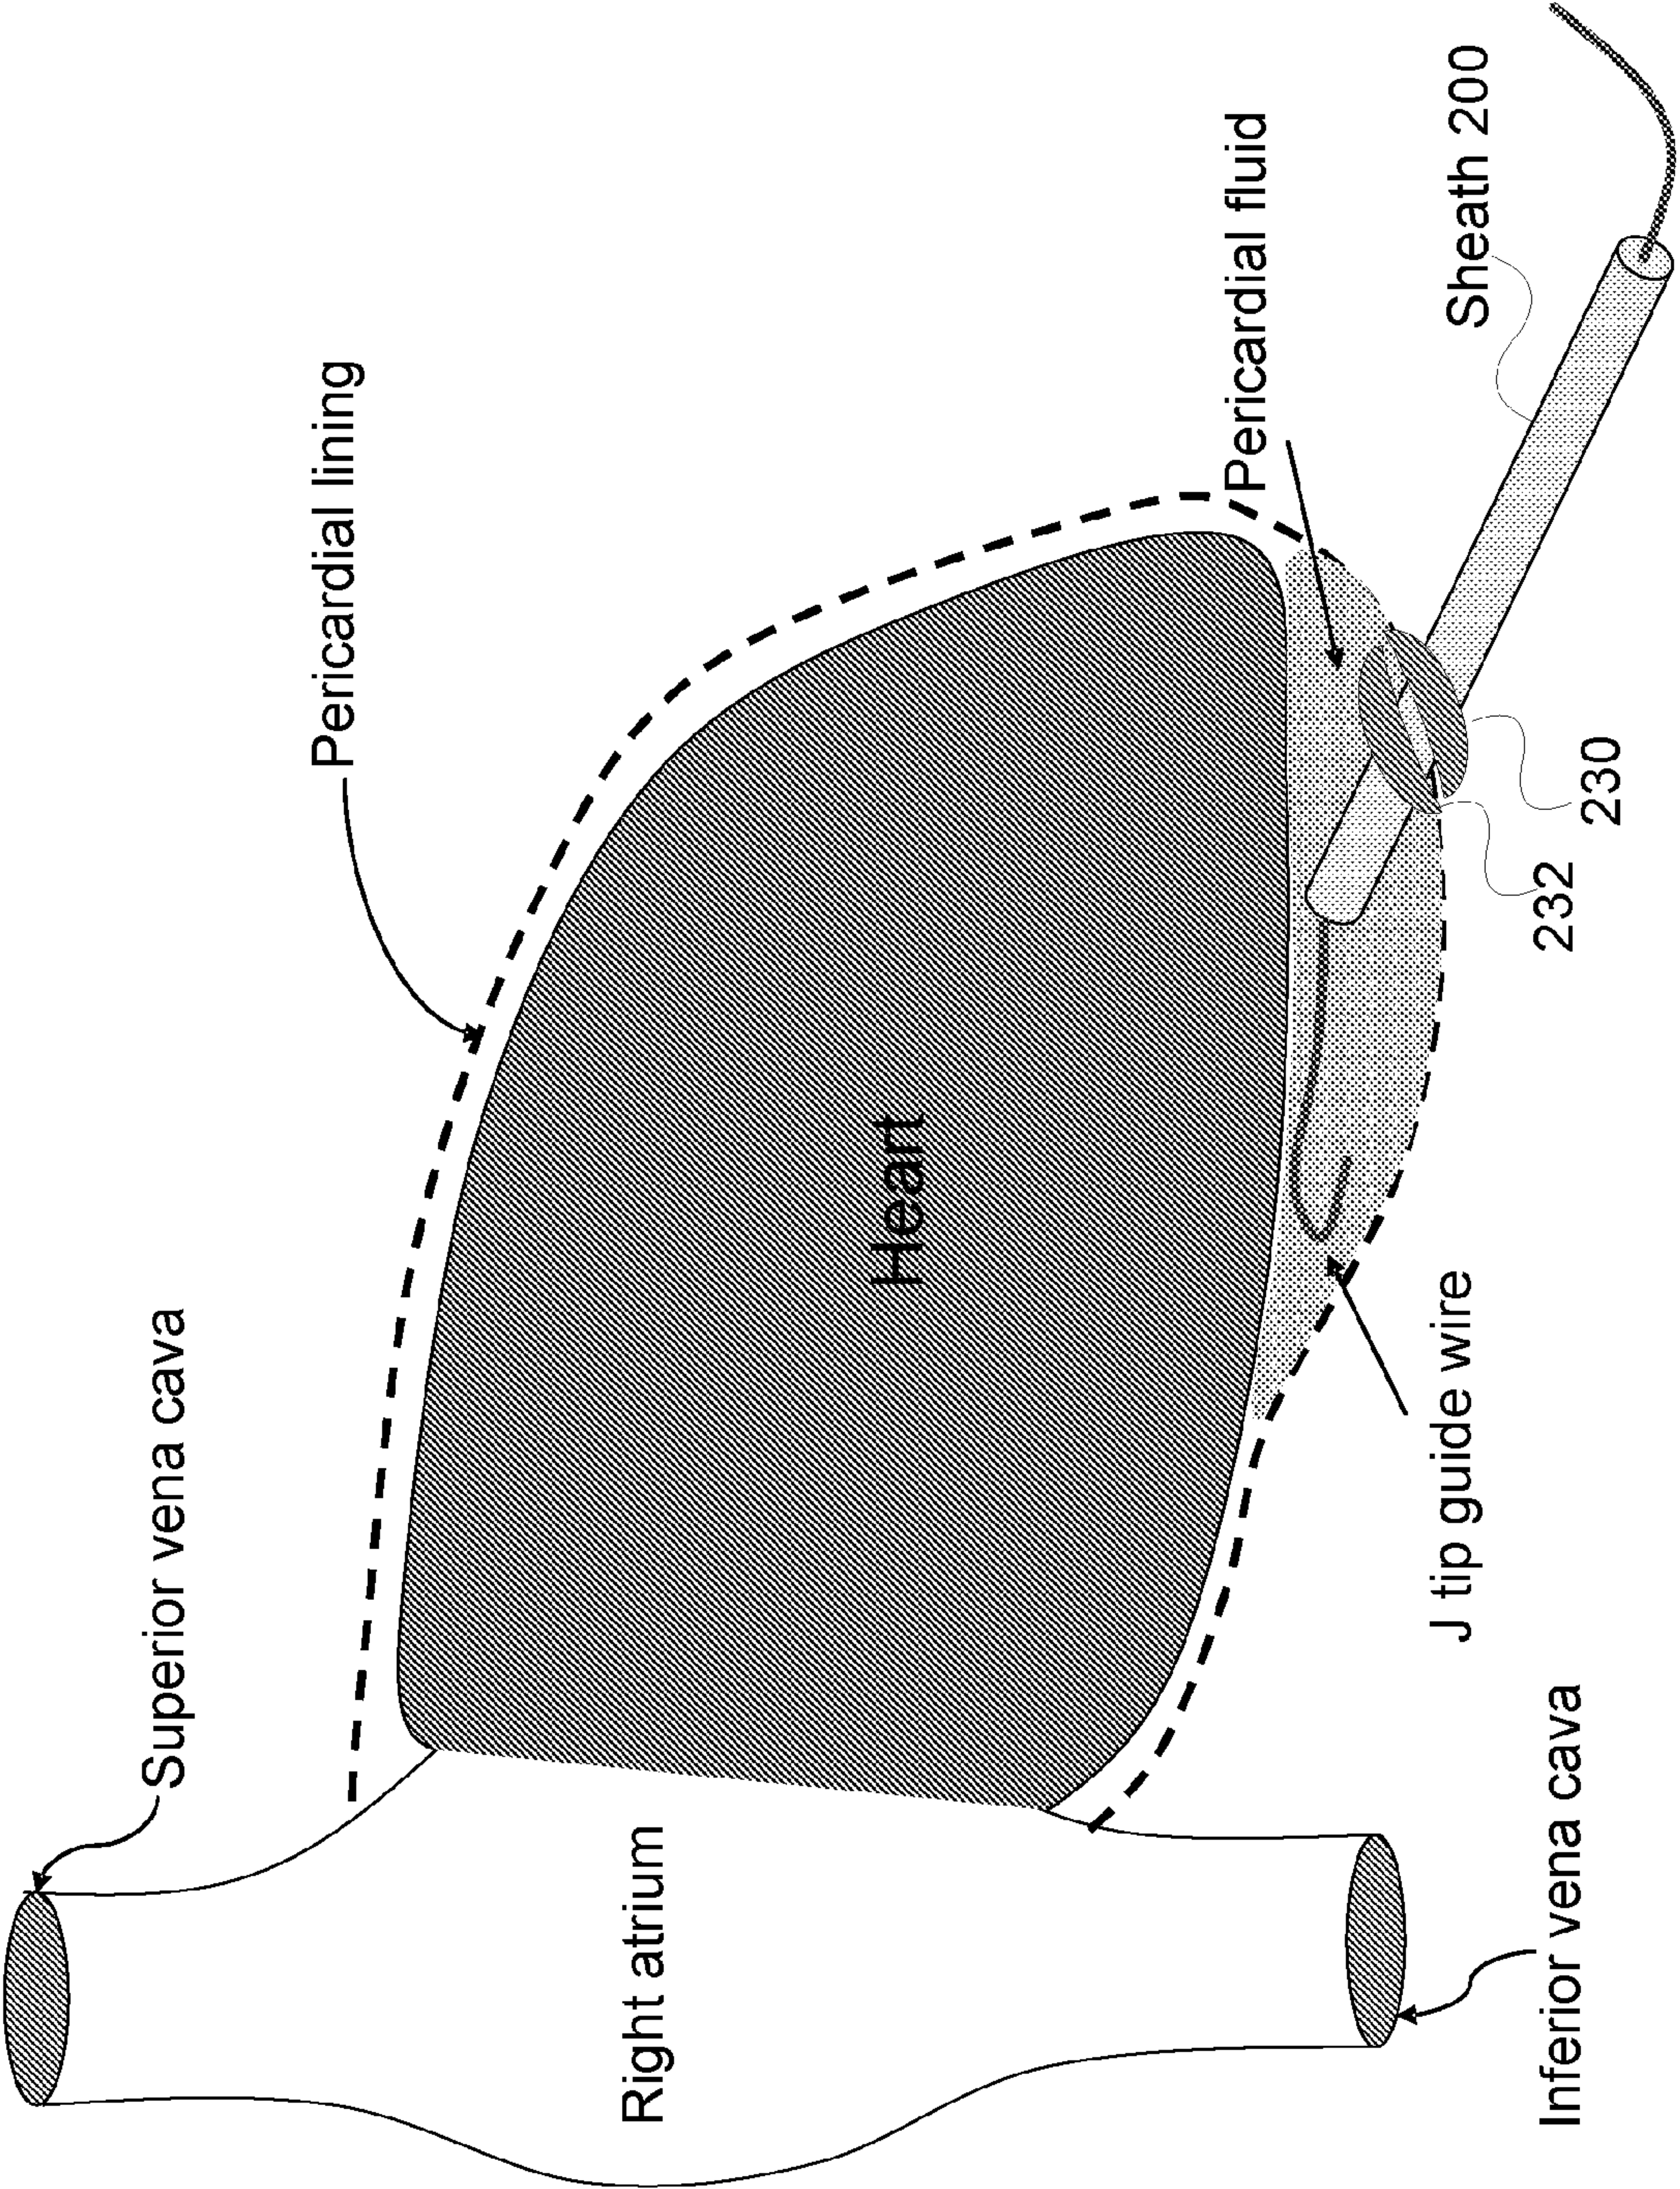 Superior vena cava
Pericardial lining
Right atrium
Heart
Pericardial fluid
J tip guide wire
Sheath 200
Inferior vena cava
232
230